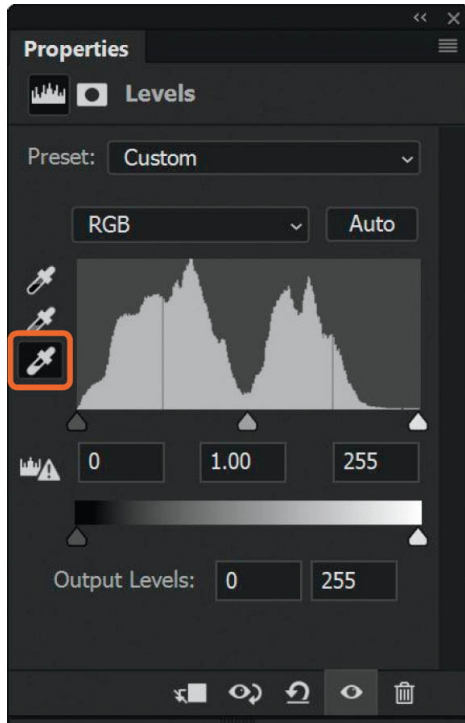 Properties
Levels
Preset: Custom
RGB Auto
0 1.00 255
Output Levels: 0 255